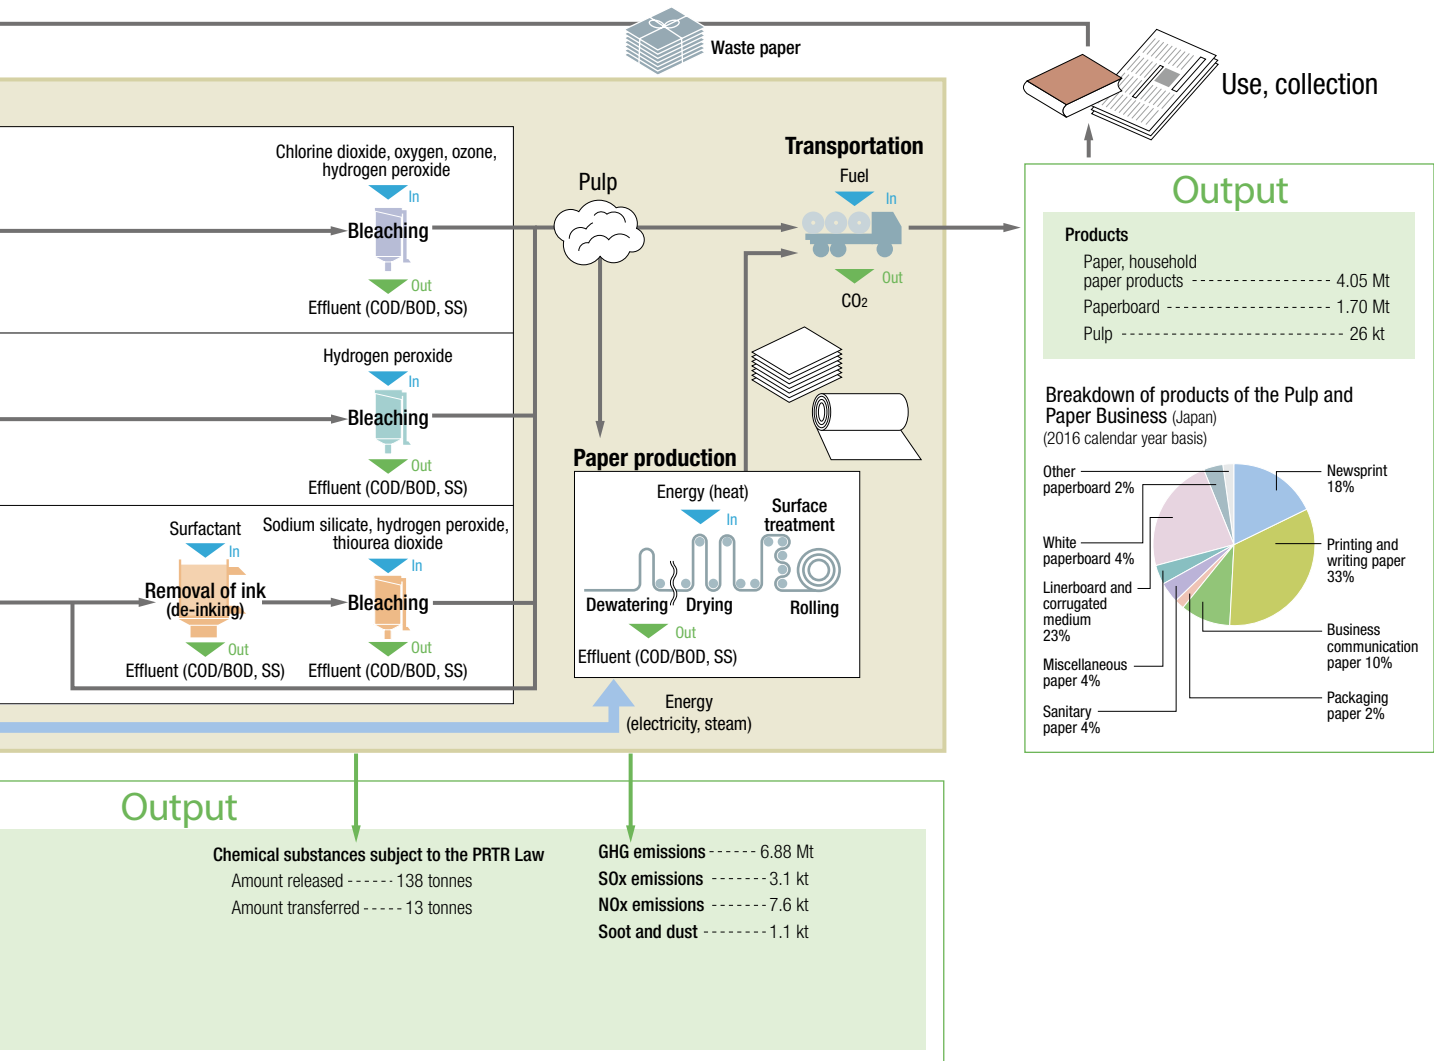 Waste paper
Use, collection
Chlorine dioxide, oxygen, ozone,
hydrogen peroxide
In
Bleaching
Out
Effluent (COD/BOD, SS)
Pulp
Transportation
Fuel
In
Out
CO2
Hydrogen peroxide
In
Bleaching
Out
Effluent (COD/BOD, SS)
Surfactant
In
Removal of ink
(de-inking)
Out
Effluent (COD/BOD, SS)
Sodium silicate, hydrogen peroxide,
thiourea dioxide
In
Bleaching
Out
Effluent (COD/BOD, SS)
Paper production
Energy (heat)
In
Surface
treatment
Dewatering
Drying
Rolling
Out
Effluent (COD/BOD, SS)
Energy
(electricity, steam)
Output
Products
Paper, household
paper products 4.05 Mt
Paperboard 1.70 Mt
Pulp 26 kt
Breakdown of products of the Pulp and
Paper Business (Japan)
(2016 calendar year basis)
Other
paperboard 2%
White
paperboard 4%
Linerboard and
corrugated
medium
23%
Miscellaneous
paper 4%
Sanitary
paper 4%
Newsprint
18%
Printing and
writing paper
33%
Business
communication
paper 10%
Packaging
paper 2%
Output
Chemical substances subject to the PRTR Law
Amount released 138 tonnes
Amount transferred 13 tonnes
GHG emissions 6.88 Mt
SOx emissions 3.1 kt
NOx emissions 7.6 kt
Soot and dust 1.1 kt